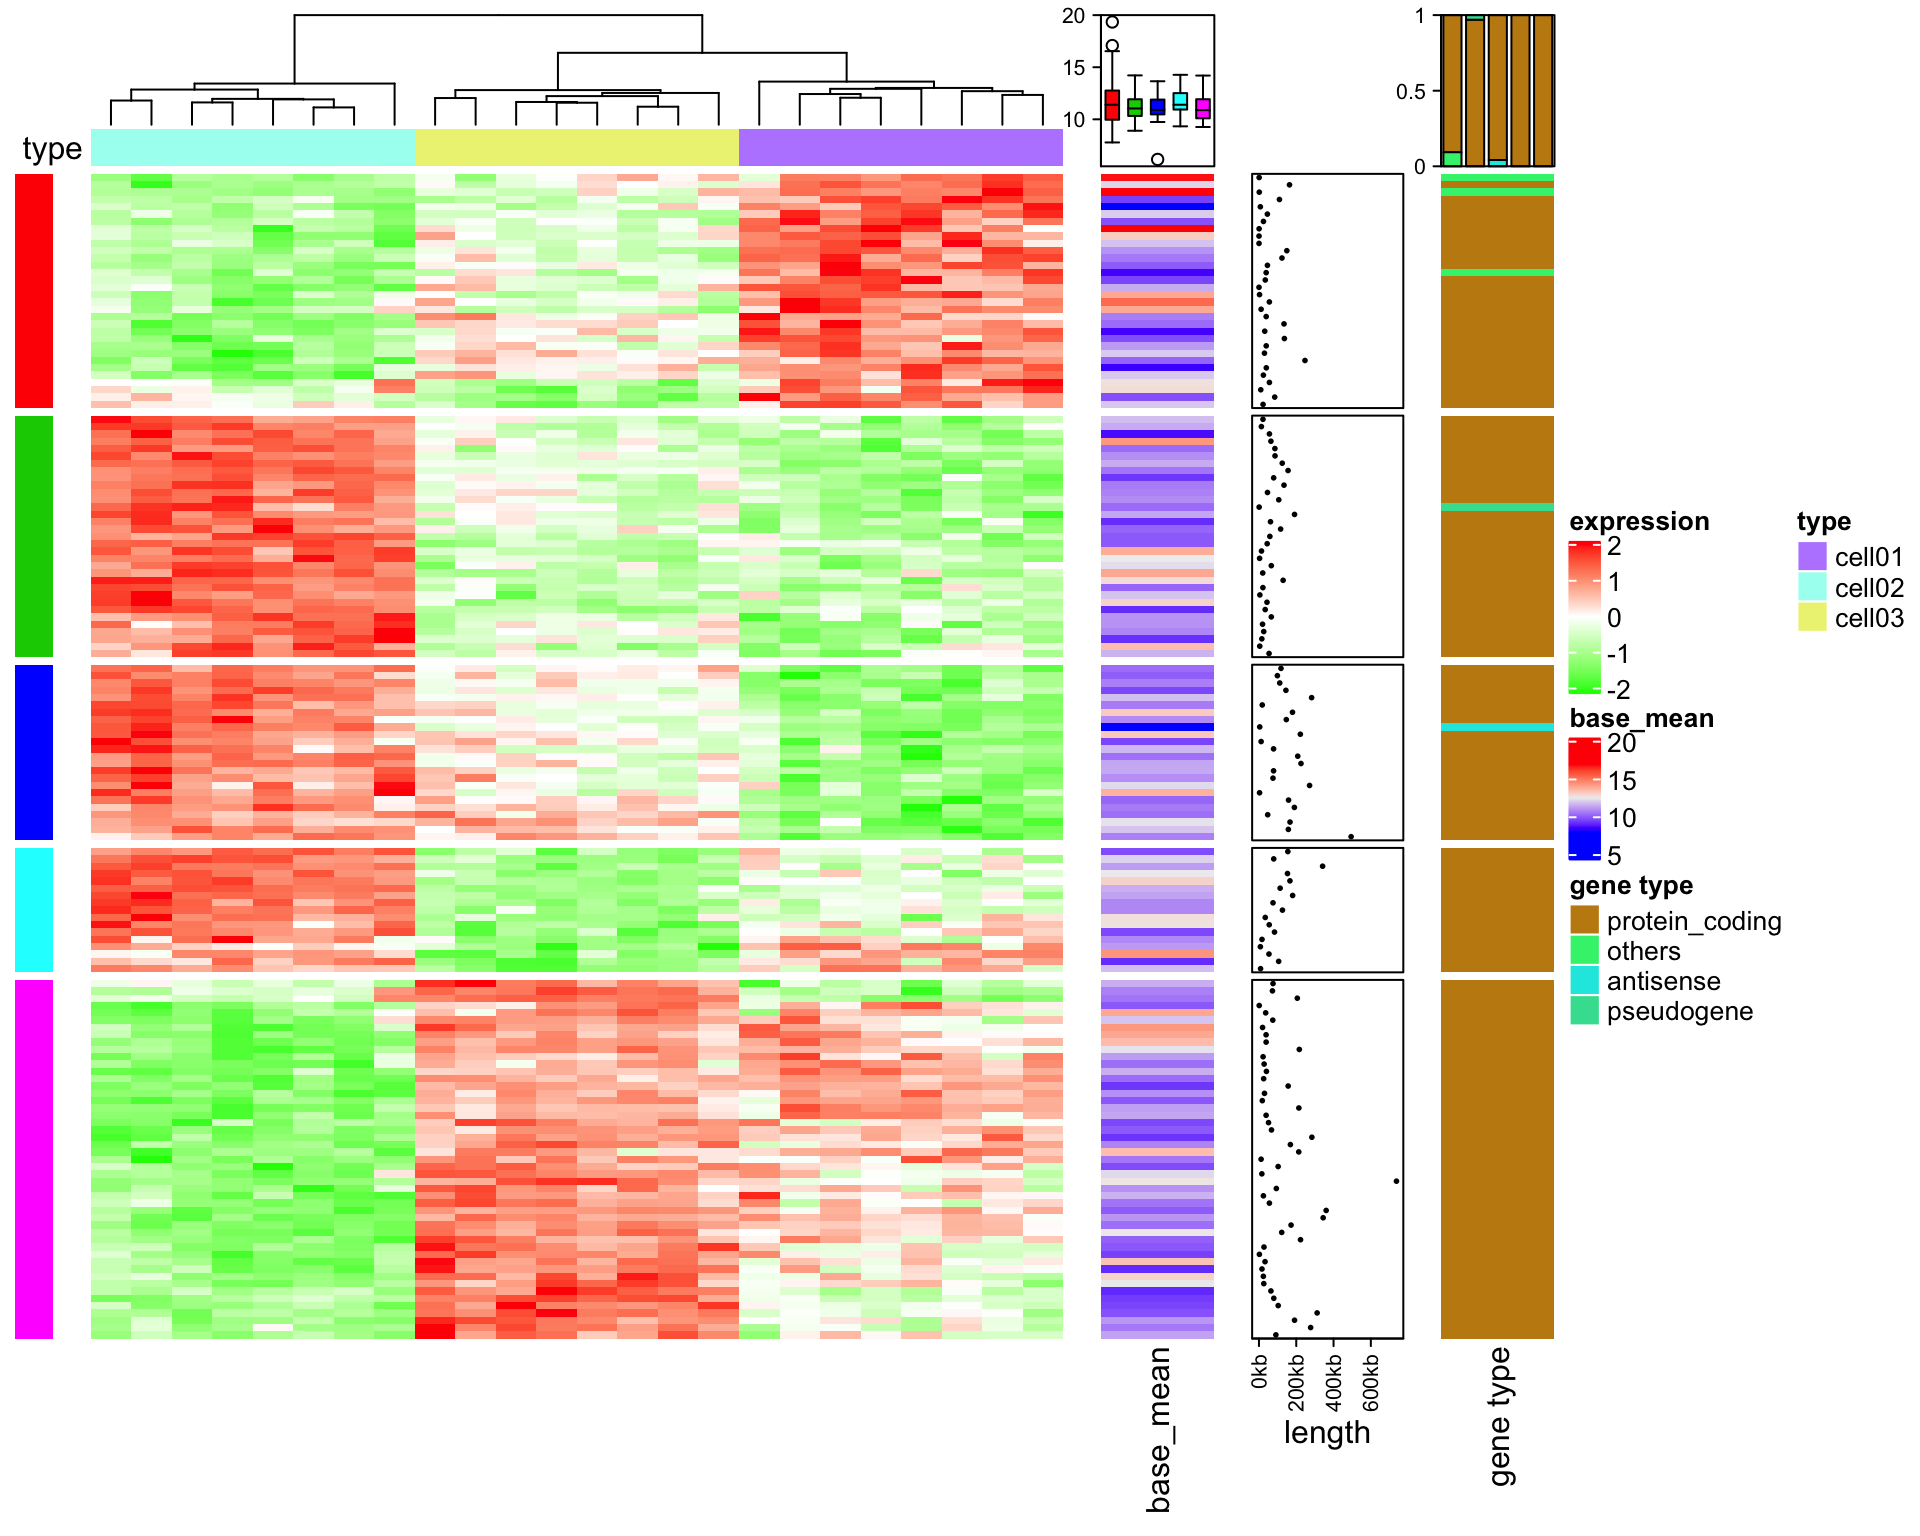 20
15
10
1
0.5
0
type
expression
2
1
0
-1
-2
type
cell01
cell02
cell03
base_mean
20
15
10
5
gene type
protein_coding
others
antisense
pseudogene
base_mean
0kb
200kb
400kb
600kb
length
gene type